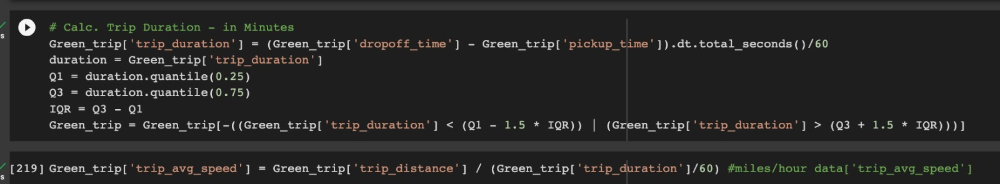 # Calc. Trip Duration - in Minutes
Green_trip['trip_duration'] = (Green_trip['dropoff_time'] - Green_trip['pickup_time']).dt.total_seconds()/60
duration = Green_trip['trip_duration']
Q1 = duration.quantile(0.25)
Q3 = duration.quantile(0.75)
IQR = Q3 - Q1
Green_trip = Green_trip[-((Green_trip['trip_duration'] < (Q1 - 1.5 * IQR)) | (Green_trip['trip_duration'] > (Q3 + 1.5 * IQR)))]
[219] Green_trip['trip_avg_speed'] = Green_trip['trip_distance'] / (Green_trip['trip_duration']/60) #miles/hour data['trip_avg_speed']